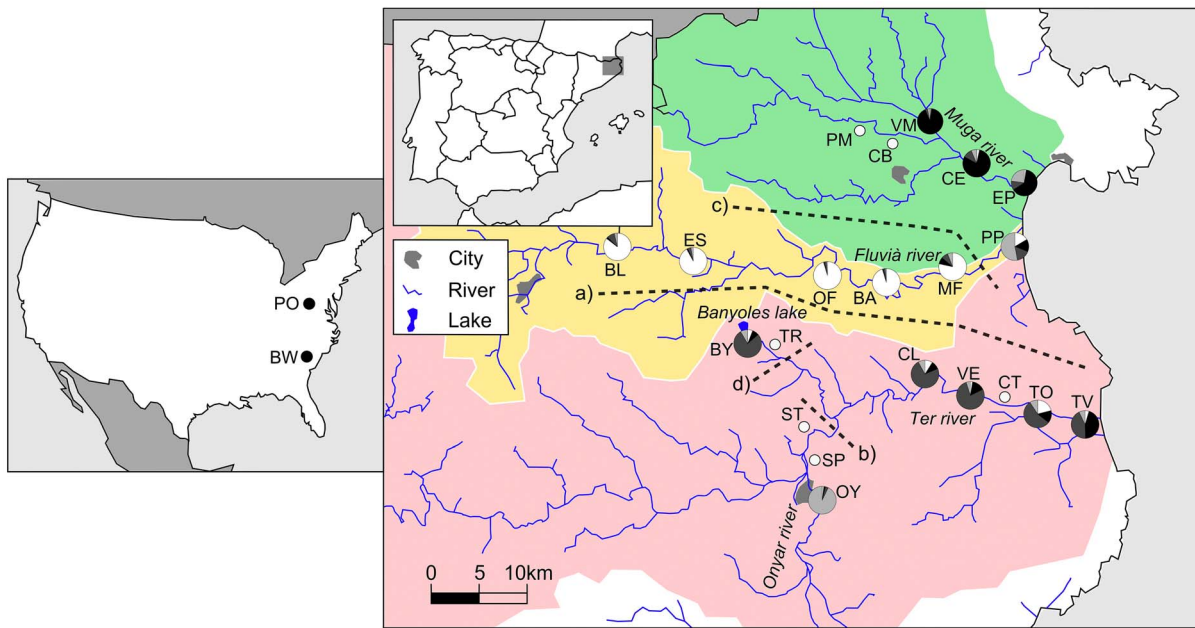 PO
BW
City
River
Lake
VM
Muga river
PM
CB
CE
EP
c)
PP
Fluvià river
BL
ES
OF
BA
MF
a)
Banyoles lake
BY
TR
d)
CL
VE
CT
TO
TV
Ter river
ST
b)
SP
OY
Onyar river
0 5 10km